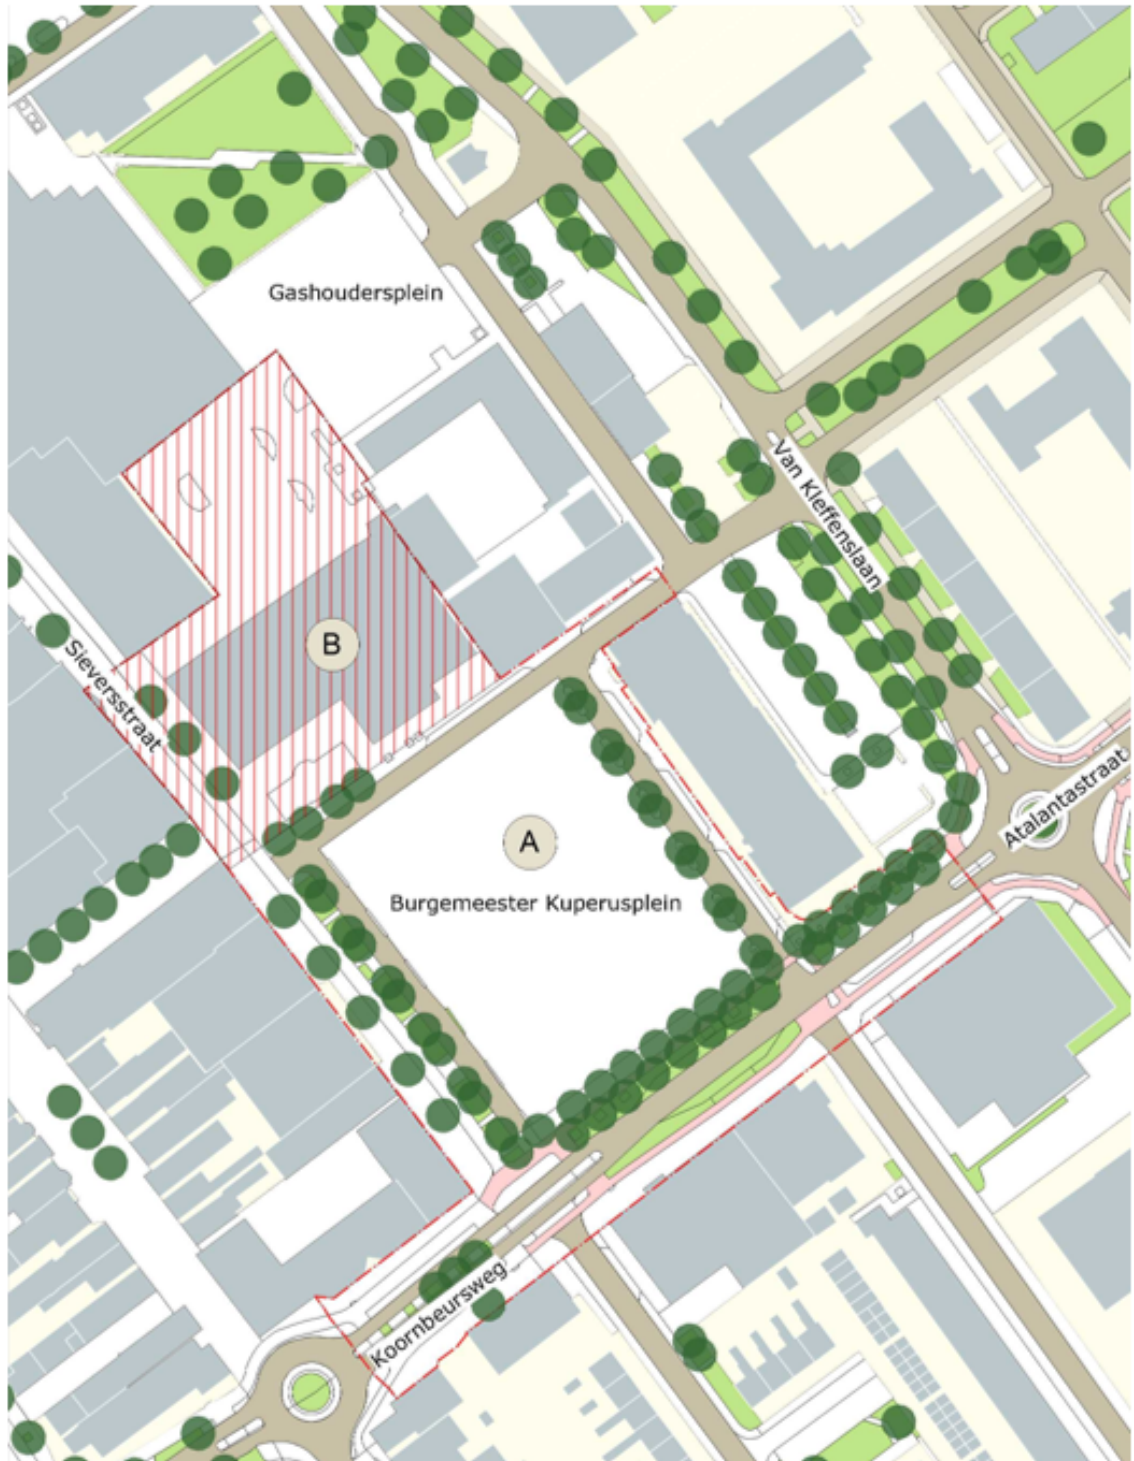 Gashoudersplein
Van Kleffenslaan
B
Sieversstraat
Atalantastraat
A
Burgemeester Kuperusplein
Koornbeursweg